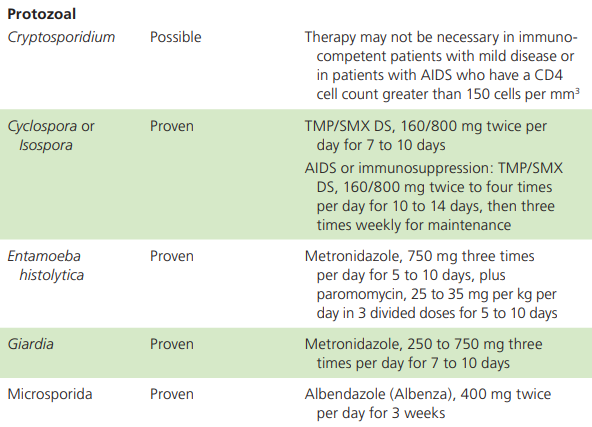 Protozoal
Cryptosporidium Possible Therapy may not be necessary in immuno-
competent patients with mild disease or
in patients with AIDS who have a CD4
cell count greater than 150 cells per mm³
Cyclospora or Proven TMP/SMX DS, 160/800 mg twice per
Isospora day for 7 to 10 days
AIDS or immunosuppression: TMP/SMX
DS, 160/800 mg twice to four times
per day for 10 to 14 days, then three
times weekly for maintenance
Entamoeba Proven Metronidazole, 750 mg three times
histolytica per day for 5 to 10 days, plus
paromomycin, 25 to 35 mg per kg per
day in 3 divided doses for 5 to 10 days
Giardia Proven Metronidazole, 250 to 750 mg three
times per day for 7 to 10 days
Microsporida Proven Albendazole (Albenza), 400 mg twice
per day for 3 weeks